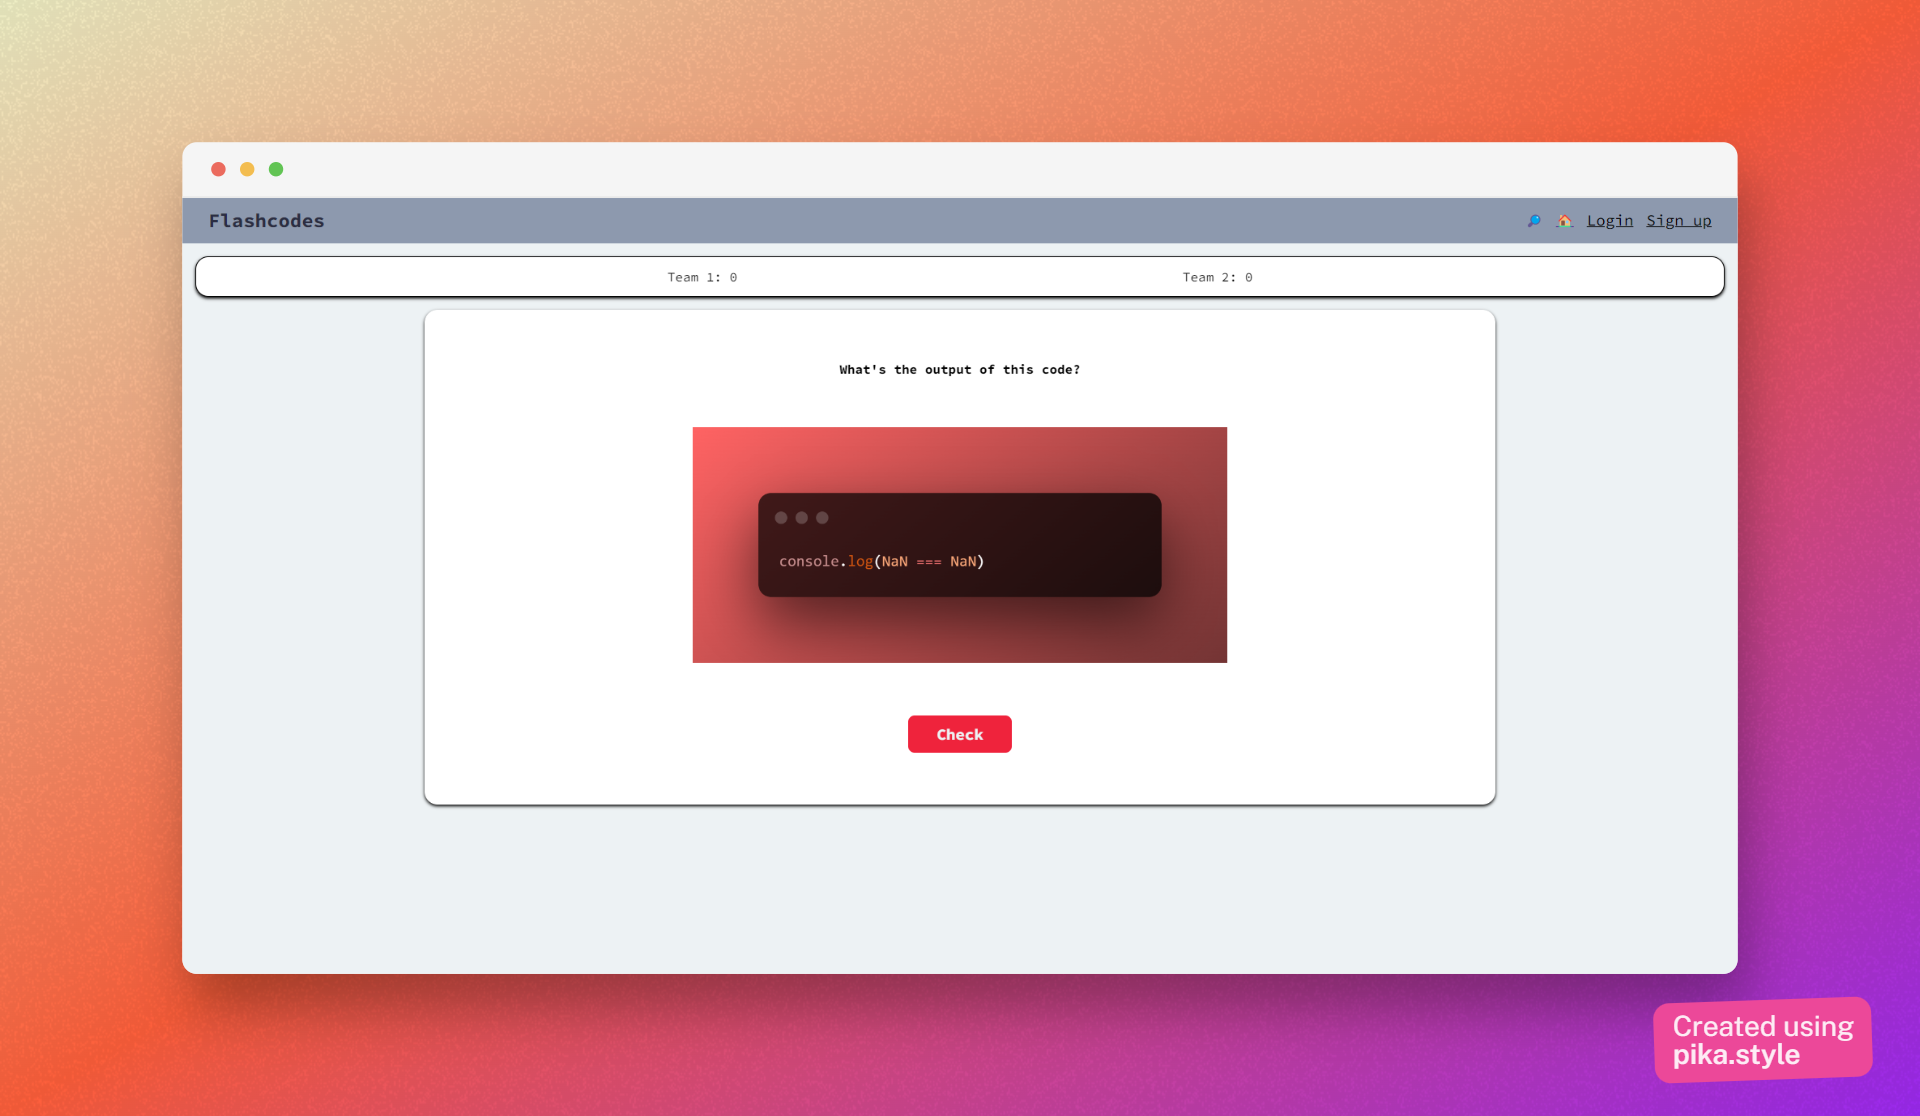 Flashcodes
Login Sign up
Team 1: 0 Team 2: 0
What's the output of this code?
console.log(NaN === NaN)
Check
Created using
pika.style